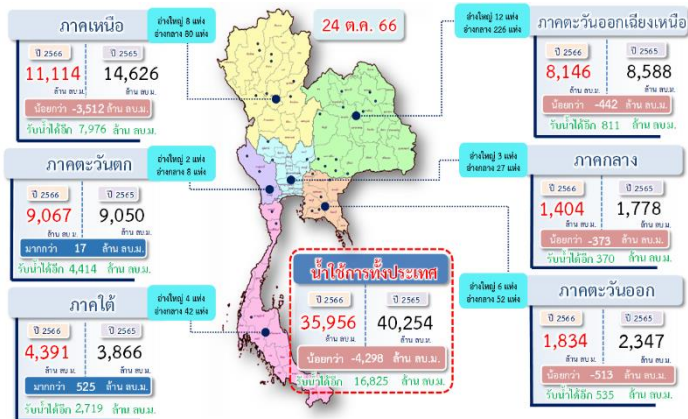 24 ต.ค. 66
ภาคเหนือ
ปี 2566 ปี 2565
11,114 14,626
ล้าน ลบ.ม. ล้าน ลบ.ม.
น้อยกว่า -3,512 ล้าน ลบ.ม.
รับน้ำได้อีก 7,976 ล้าน ลบ.ม.
อ่างใหญ่ 8 แห่ง
อ่างกลาง 80 แห่ง
อ่างใหญ่ 12 แห่ง
อ่างกลาง 226 แห่ง
ภาคตะวันออกเฉียงเหนือ
ปี 2566 ปี 2565
8,146 8,588
ล้าน ลบ.ม. ล้าน ลบ.ม.
น้อยกว่า -442 ล้าน ลบ.ม.
รับน้ำได้อีก 811 ล้าน ลบ.ม.
ภาคตะวันตก
ปี 2566 ปี 2565
9,067 9,050
ล้าน ลบ.ม. ล้าน ลบ.ม.
มากกว่า 17 ล้าน ลบ.ม.
รับน้ำได้อีก 4,414 ล้าน ลบ.ม.
อ่างใหญ่ 2 แห่ง
อ่างกลาง 8 แห่ง
อ่างใหญ่ 3 แห่ง
อ่างกลาง 27 แห่ง
ภาคกลาง
ปี 2566 ปี 2565
1,404 1,778
ล้าน ลบ.ม. ล้าน ลบ.ม.
น้อยกว่า -373 ล้าน ลบ.ม.
รับน้ำได้อีก 370 ล้าน ลบ.ม.
ภาคใต้
ปี 2566 ปี 2565
4,391 3,866
ล้าน ลบ.ม. ล้าน ลบ.ม.
มากกว่า 525 ล้าน ลบ.ม.
รับน้ำได้อีก 2,719 ล้าน ลบ.ม.
อ่างใหญ่ 4 แห่ง
อ่างกลาง 42 แห่ง
น้ำใช้การทั้งประเทศ
ปี 2566 ปี 2565
35,956 40,254
ล้าน ลบ.ม. ล้าน ลบ.ม.
น้อยกว่า -4,298 ล้าน ลบ.ม.
รับน้ำได้อีก 16,825 ล้าน ลบ.ม.
อ่างใหญ่ 6 แห่ง
อ่างกลาง 52 แห่ง
ภาคตะวันออก
ปี 2566 ปี 2565
1,834 2,347
ล้าน ลบ.ม. ล้าน ลบ.ม.
น้อยกว่า -513 ล้าน ลบ.ม.
รับน้ำได้อีก 535 ล้าน ลบ.ม.